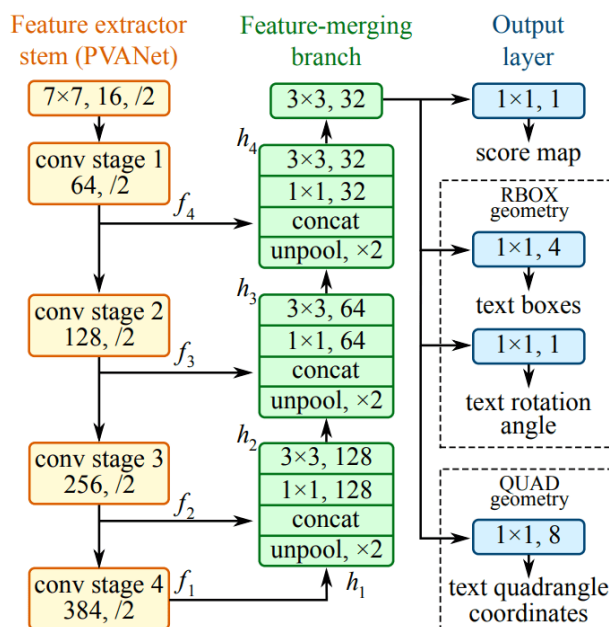 Feature extractor
stem (PVANet)
7×7, 16, /2
conv stage 1
64, /2
f4
conv stage 2
128, /2
f3
conv stage 3
256, /2
f2
conv stage 4
384, /2
f1
Feature-merging
branch
3×3, 32
h4
3×3, 32
1×1, 32
concat
unpool, ×2
h3
3×3, 64
1×1, 64
concat
unpool, ×2
h2
3×3, 128
1×1, 128
concat
unpool, ×2
h1
Output
layer
1×1, 1
score map
RBOX
geometry
1×1, 4
text boxes
1×1, 1
text rotation
angle
QUAD
geometry
1×1, 8
text quadrangle
coordinates